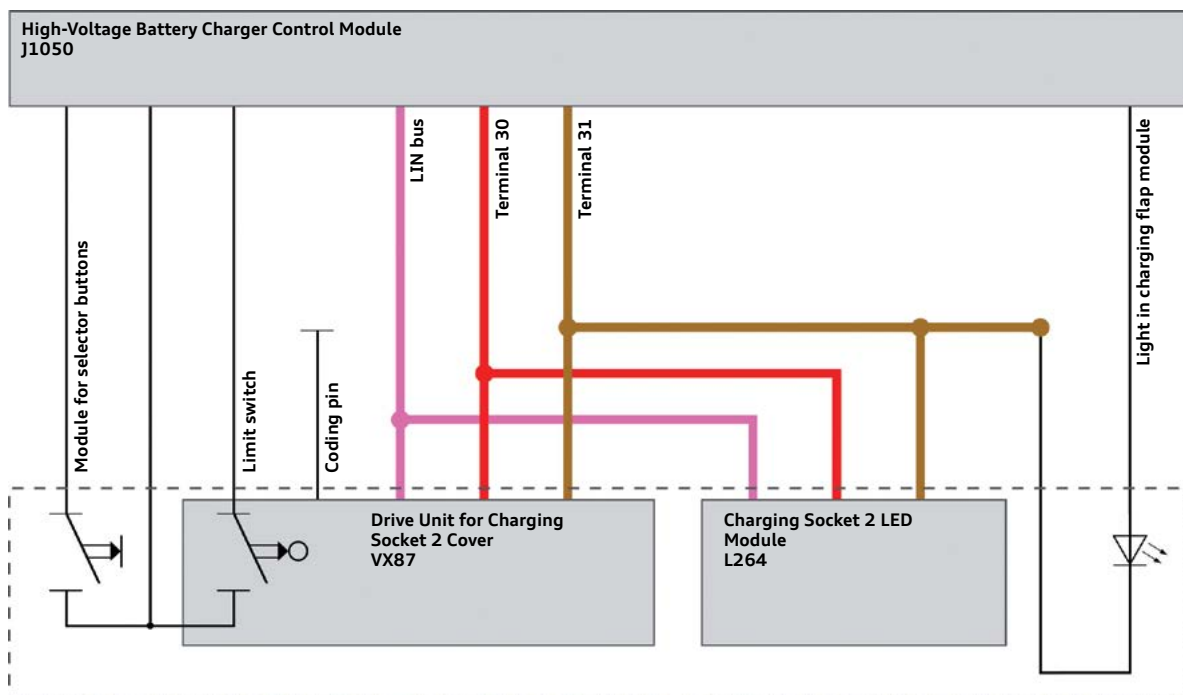 High-Voltage Battery Charger Control Module
J1050
Module for selector buttons
Limit switch
Coding pin
LIN bus
Terminal 30
Terminal 31
Light in charging flap module
Drive Unit for Charging
Socket 2 Cover
VX87
Charging Socket 2 LED
Module
L264